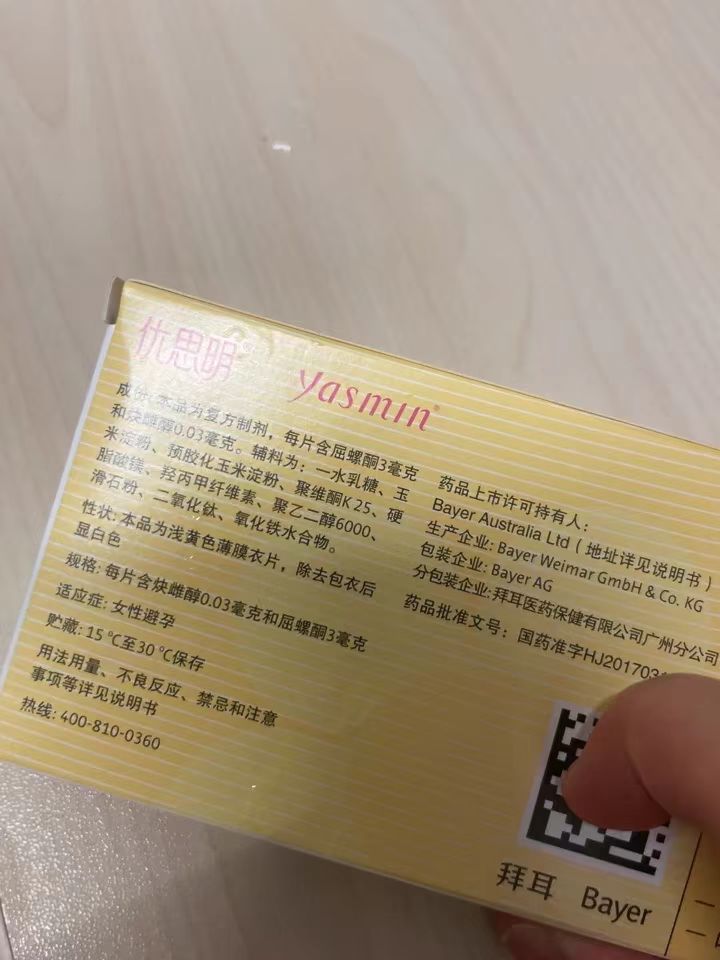 优思明®
Yasmin®
成份: 本品为复方制剂，每片含屈螺酮3毫克
和炔雌醇0.03毫克。辅料为：一水乳糖、玉
米淀粉、预胶化玉米淀粉、聚维酮K 25、硬
脂酸镁、羟丙甲纤维素、聚乙二醇6000、
滑石粉、二氧化钛、氧化铁水合物。
性状: 本品为浅黄色薄膜衣片，除去包衣后
显白色
规格: 每片含炔雌醇0.03毫克和屈螺酮3毫克
适应症: 女性避孕
贮藏: 15 °C至30 °C保存
用法用量、不良反应、禁忌和注意
事项等详见说明书
热线: 400-810-0360
药品上市许可持有人：
Bayer Australia Ltd（地址详见说明书）
生产企业: Bayer Weimar GmbH & Co. KG
包装企业: Bayer AG
分包装企业: 拜耳医药保健有限公司广州分公司
药品批准文号：国药准字HJ2017031
拜耳 Bayer